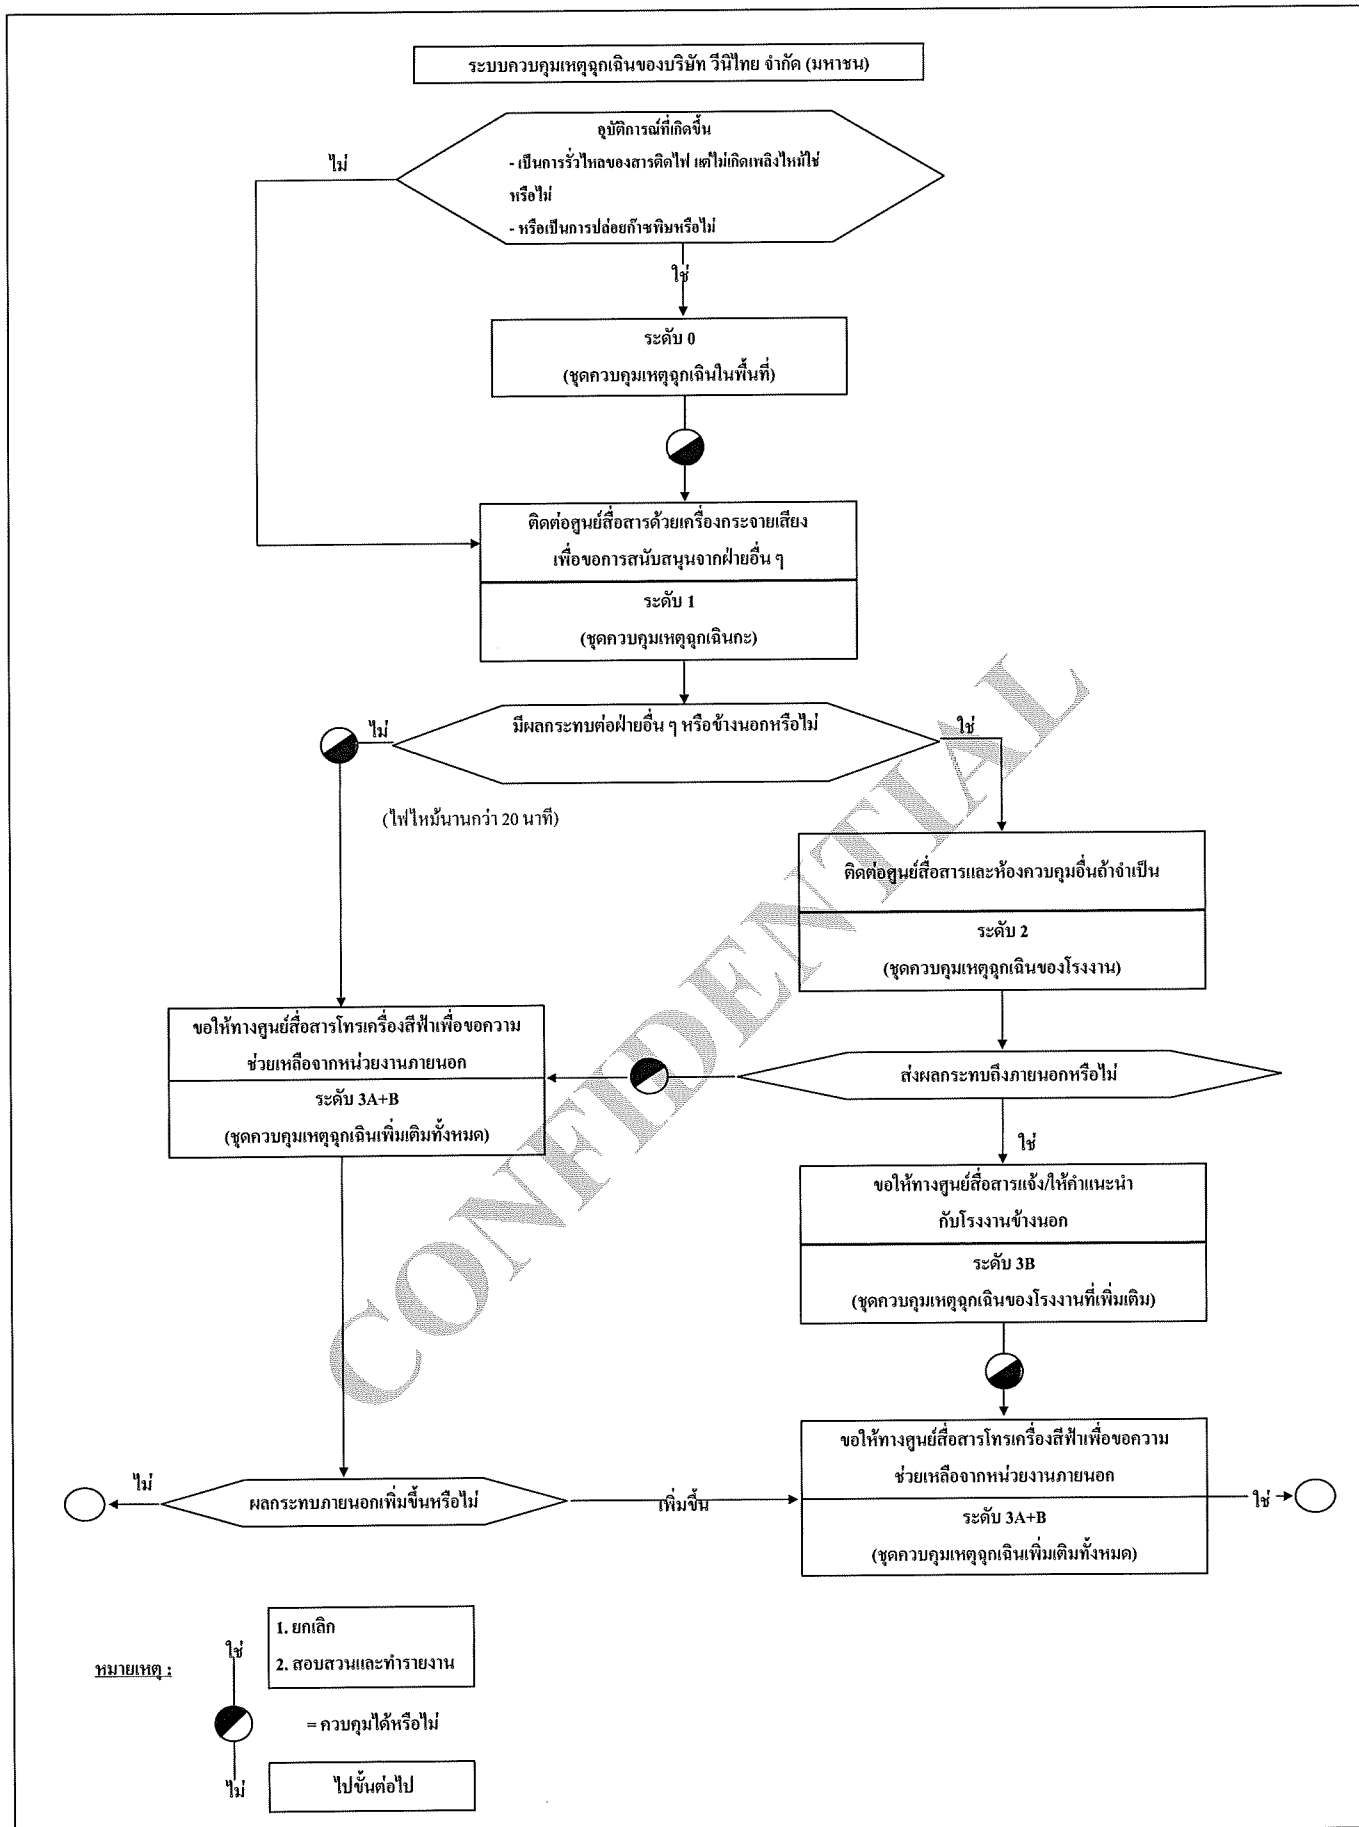 ระบบควบคุมเหตุฉุกเฉินของบริษัท วีนิไทย จำกัด (มหาชน)
อุบัติการณ์ที่เกิดขึ้น
- เป็นการรั่วไหลของสารติดไฟ แต่ไม่เกิดเพลิงไหม้ใช่
หรือไม่
- หรือเป็นการปล่อยก๊าซพิษหรือไม่
ไม่
ใช่
ระดับ 0
(ชุดควบคุมเหตุฉุกเฉินในพื้นที่)
ติดต่อศูนย์สื่อสารด้วยเครื่องกระจายเสียง
เพื่อขอการสนับสนุนจากฝ่ายอื่น ๆ
ระดับ 1
(ชุดควบคุมเหตุฉุกเฉินกะ)
มีผลกระทบต่อฝ่ายอื่น ๆ หรือข้างนอกหรือไม่
ไม่
ใช่
(ไฟไหม้นานกว่า 20 นาที)
ติดต่อศูนย์สื่อสารและห้องควบคุมอื่นถ้าจำเป็น
ระดับ 2
(ชุดควบคุมเหตุฉุกเฉินของโรงงาน)
ขอให้ทางศูนย์สื่อสารโทรเครื่องสีฟ้าเพื่อขอความ
ช่วยเหลือจากหน่วยงานภายนอก
ระดับ 3A+B
(ชุดควบคุมเหตุฉุกเฉินเพิ่มเติมทั้งหมด)
ส่งผลกระทบถึงภายนอกหรือไม่
ใช่
ขอให้ทางศูนย์สื่อสารแจ้ง/ให้คำแนะนำ
กับโรงงานข้างนอก
ระดับ 3B
(ชุดควบคุมเหตุฉุกเฉินของโรงงานที่เพิ่มเติม)
ขอให้ทางศูนย์สื่อสารโทรเครื่องสีฟ้าเพื่อขอความ
ช่วยเหลือจากหน่วยงานภายนอก
ระดับ 3A+B
(ชุดควบคุมเหตุฉุกเฉินเพิ่มเติมทั้งหมด)
ใช่
ไม่
ผลกระทบภายนอกเพิ่มขึ้นหรือไม่
เพิ่มขึ้น
CONFIDENTIAL
หมายเหตุ :
ใช่
1. ยกเลิก
2. สอบสวนและทำรายงาน
= ควบคุมได้หรือไม่
ไม่
ไปขั้นต่อไป